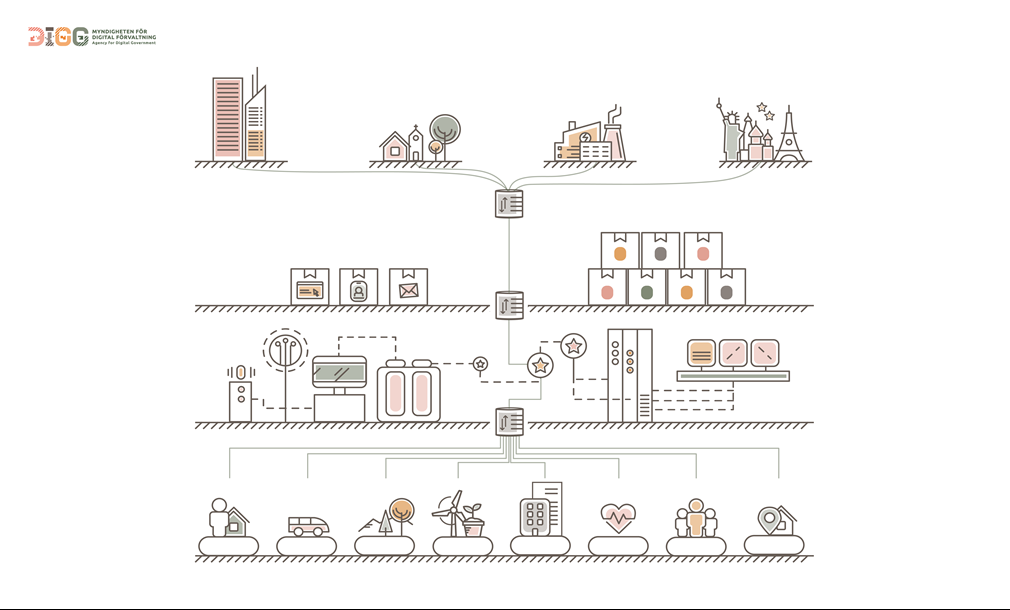 DIGG
MYNDIGHETEN FÖR
DIGITAL FÖRVALTNING
Agency for Digital Government